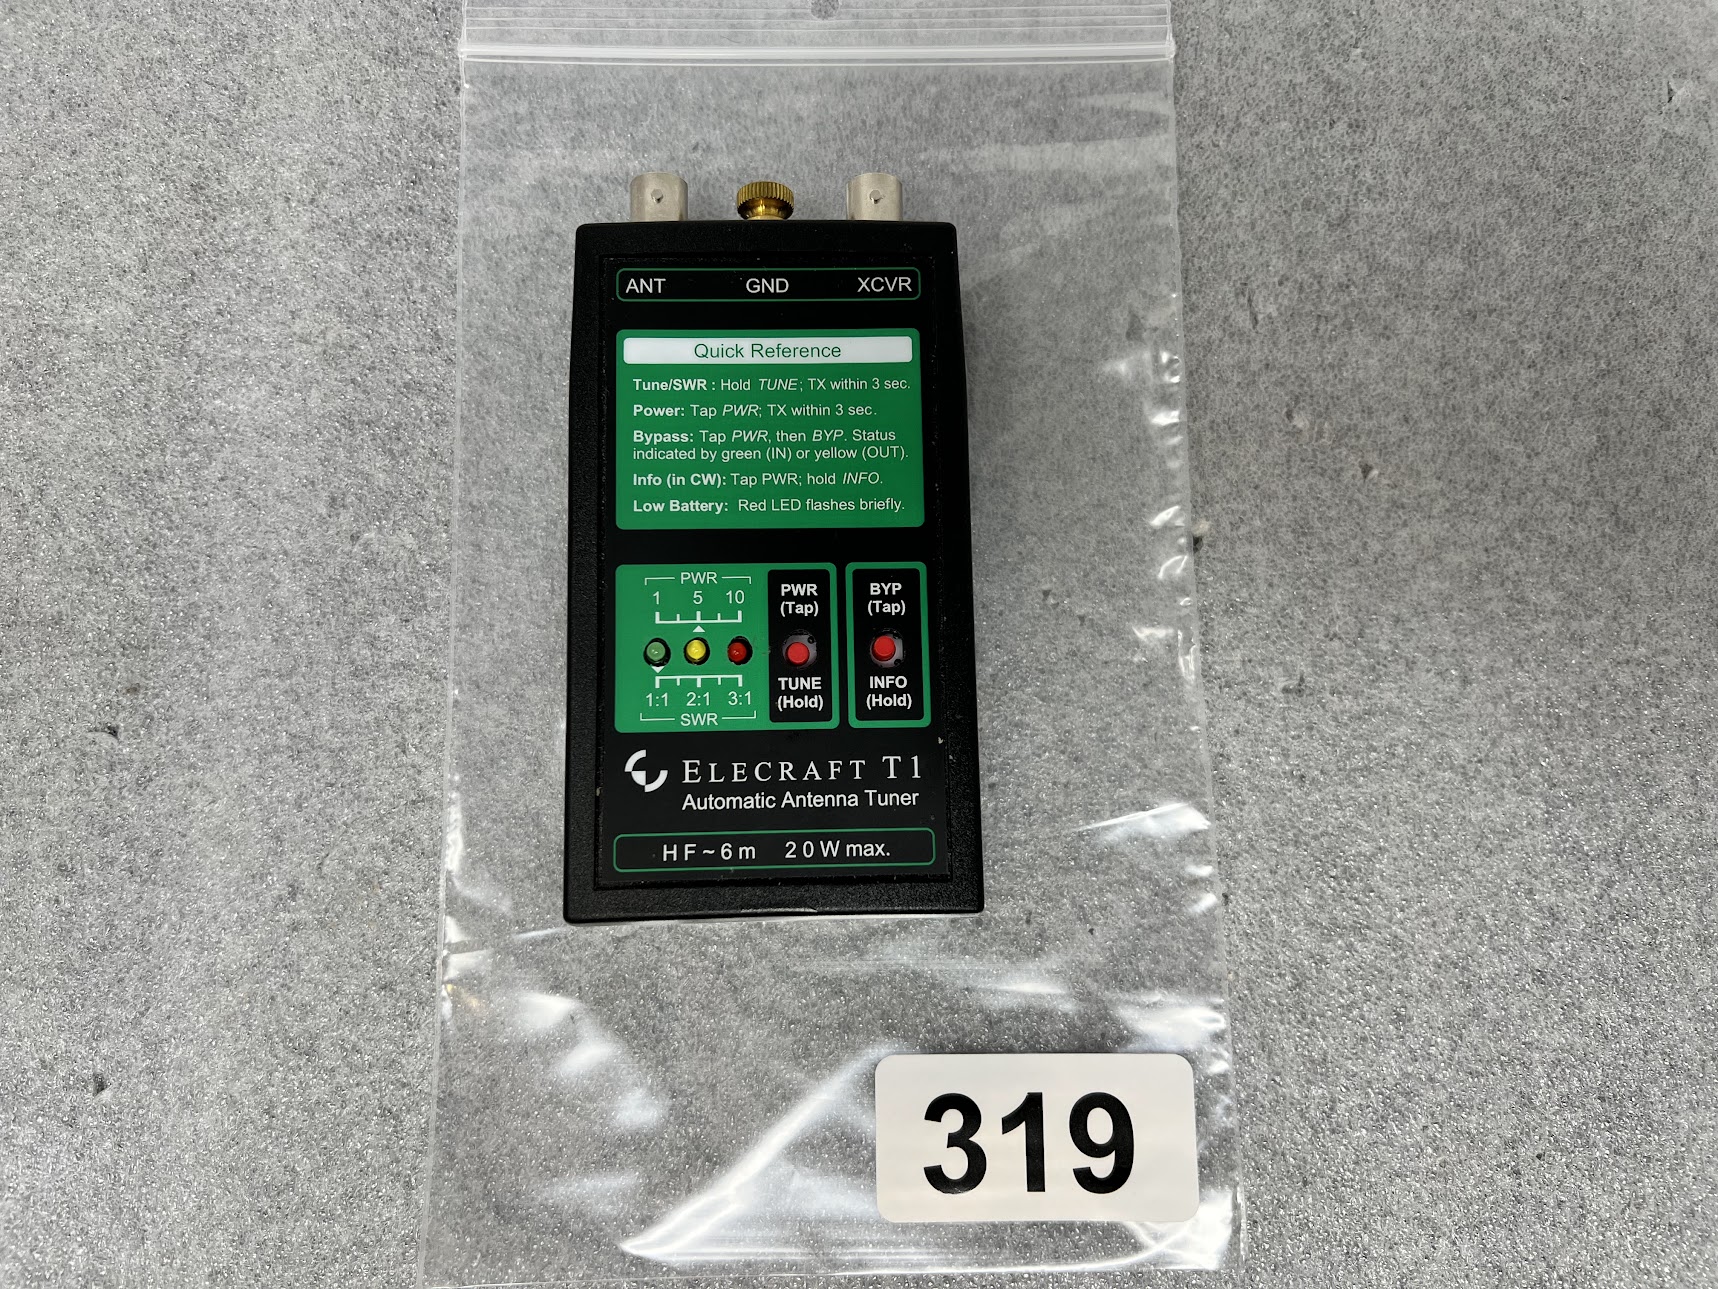 ANT GND XCVR
Quick Reference
Tune/SWR : Hold TUNE; TX within 3 sec.
Power: Tap PWR; TX within 3 sec.
Bypass: Tap PWR, then BYP. Status
indicated by green (IN) or yellow (OUT).
Info (in CW): Tap PWR; hold INFO.
Low Battery: Red LED flashes briefly.
PWR
1 5 10
1:1 2:1 3:1
SWR
PWR
(Tap)
TUNE
(Hold)
BYP
(Tap)
INFO
(Hold)
ELECRAFT T1
Automatic Antenna Tuner
HF~6m 20W max.
319